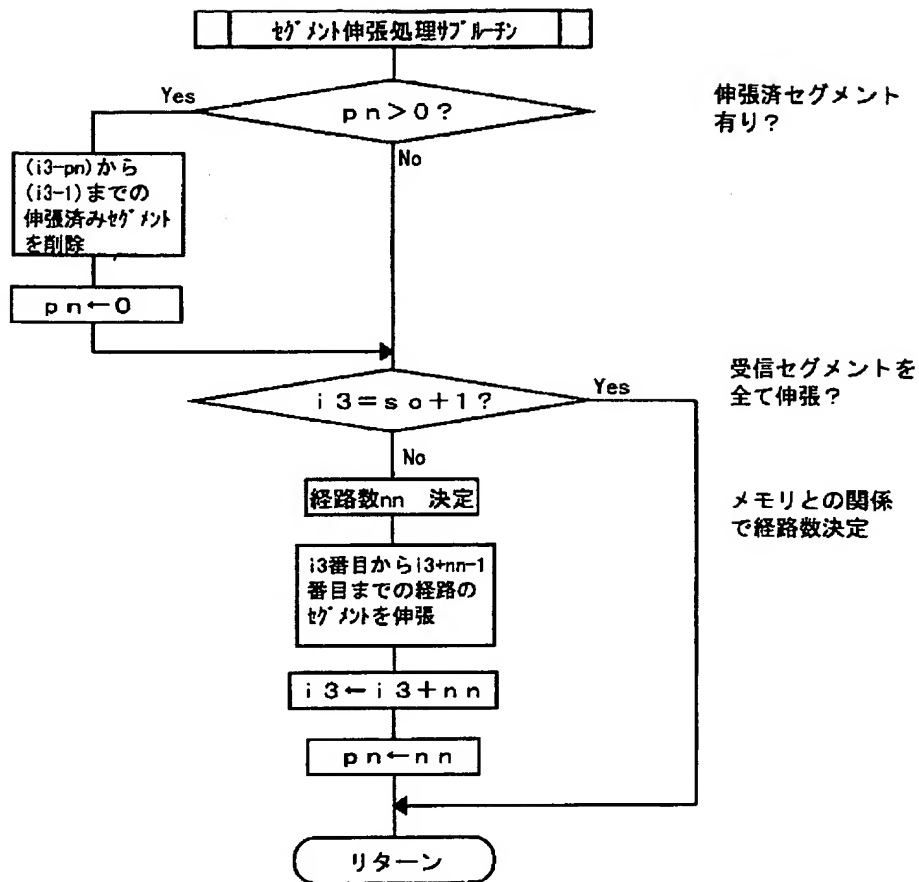 セグメント伸張処理サブルーチン
Yes
pn>0?
伸張済セグメント
有り?
No
(i3-pn)から
(i3-1)までの
伸張済みセグメント
を削除
pn←0
受信セグメントを
全て伸張?
Yes
i3=sa+1?
No
経路数nn 決定
メモリとの関係
で経路数決定
i3番目からi3+nn-1
番目までの経路の
セグメントを伸張
i3←i3+nn
pn←nn
リターン